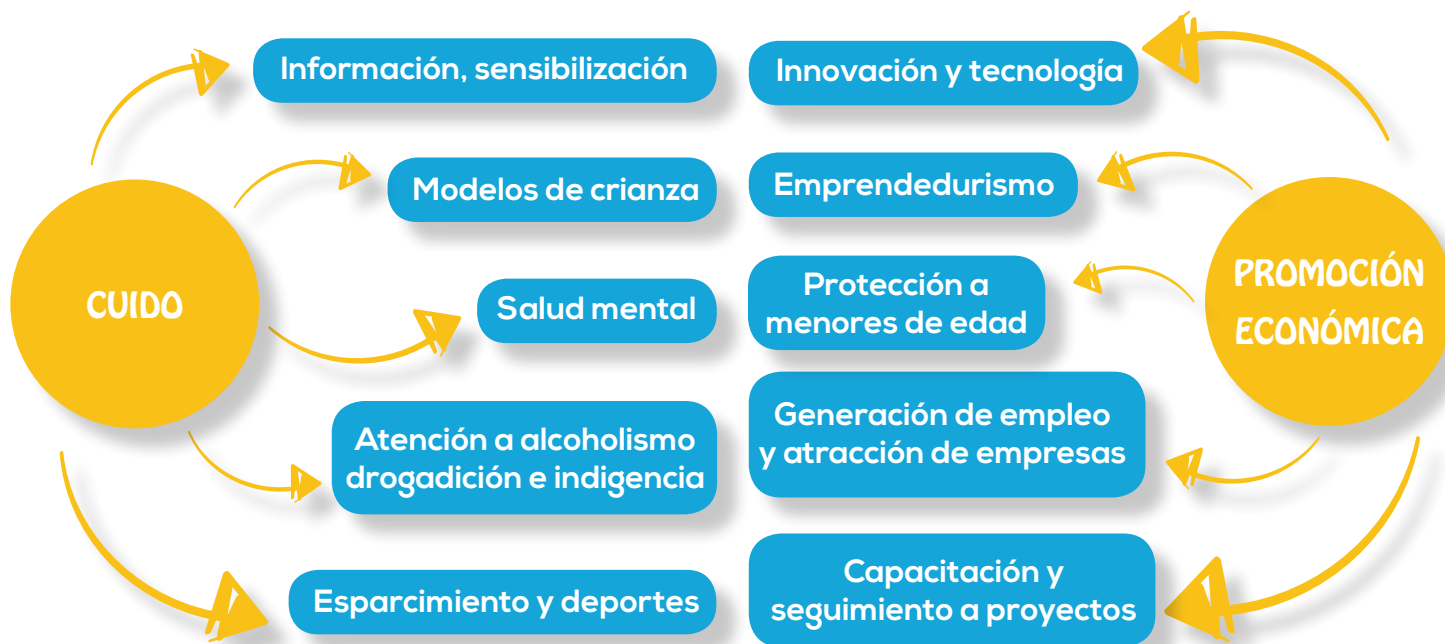 CUIDO
Información, sensibilización
Modelos de crianza
Salud mental
Atención a alcoholismo
drogadición e indigencia
Esparcimiento y deportes
PROMOCIÓN
ECONÓMICA
Innovación y tecnología
Emprendedurismo
Protección a
menores de edad
Generación de empleo
y atracción de empresas
Capacitación y
seguimiento a proyectos